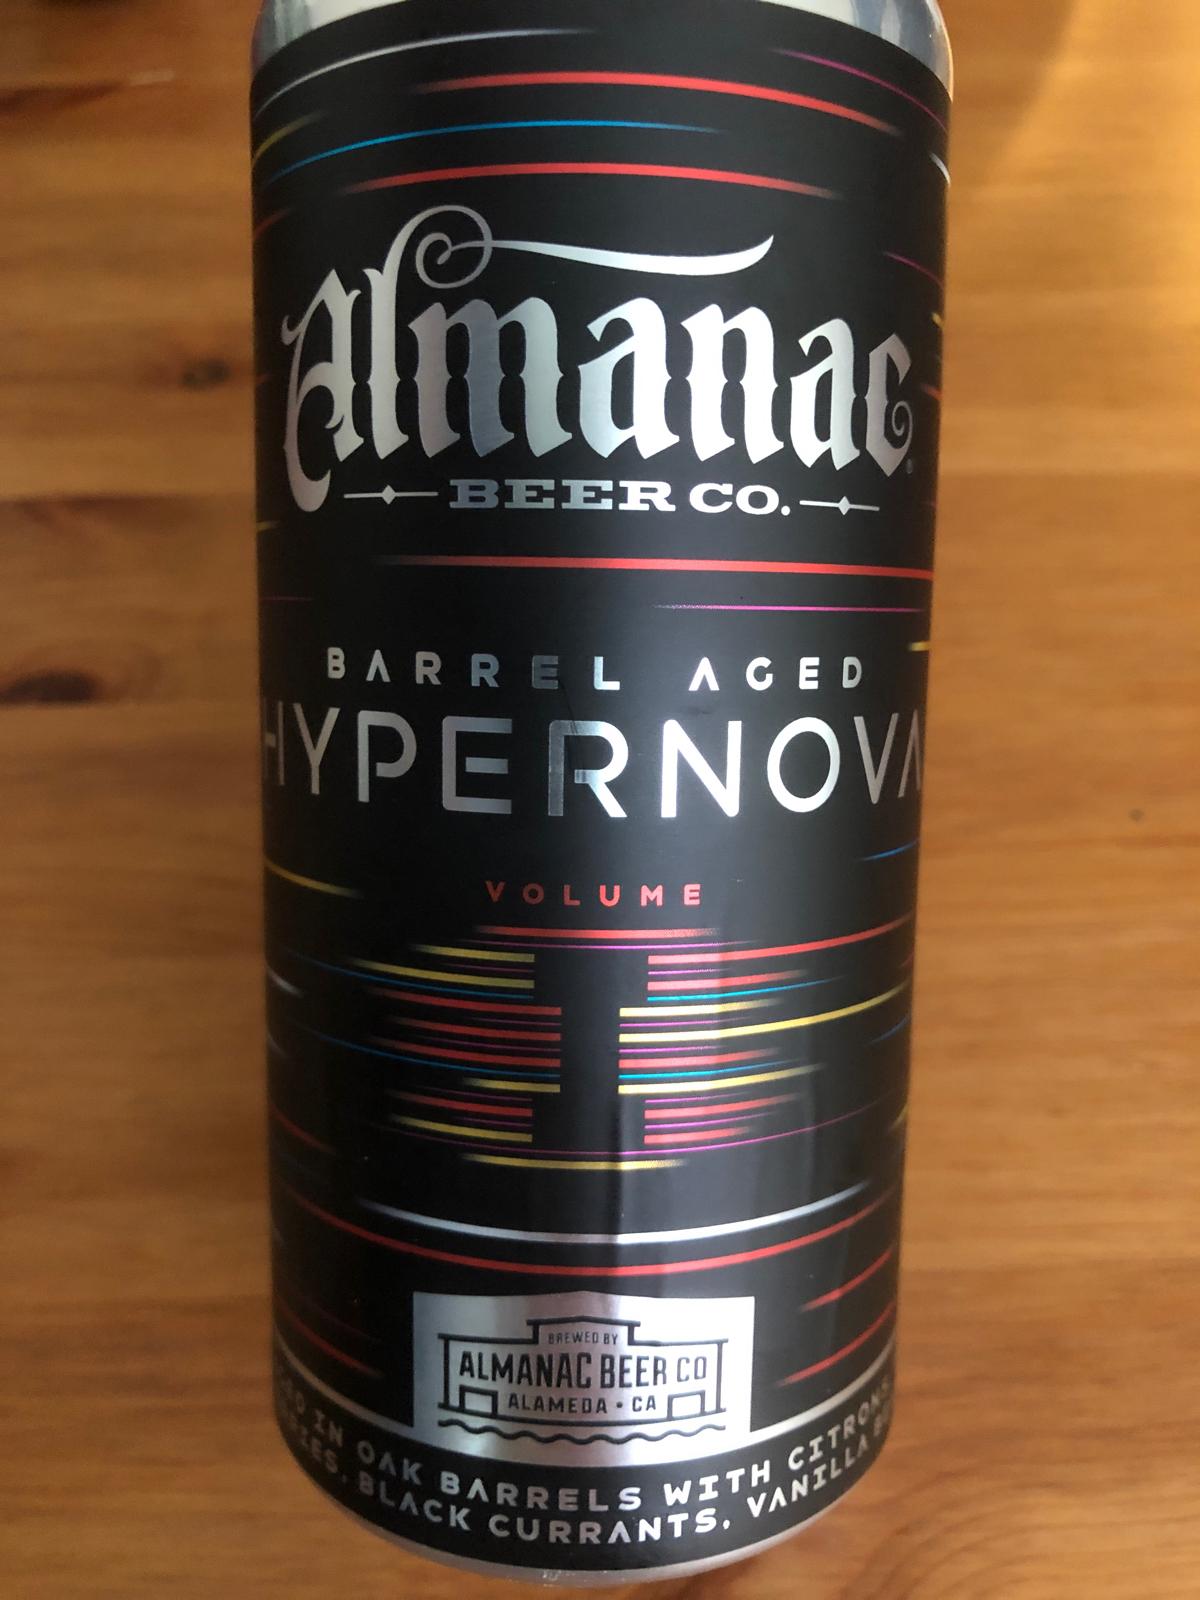 Almanac
BEER CO.
BARREL AGED
HYPERNOVA
VOLUME
I
BREWED BY
ALMANAC BEER CO
ALAMEDA • CA
IN OAK BARRELS WITH CITRONS
BLACK CURRANTS, VANILLA